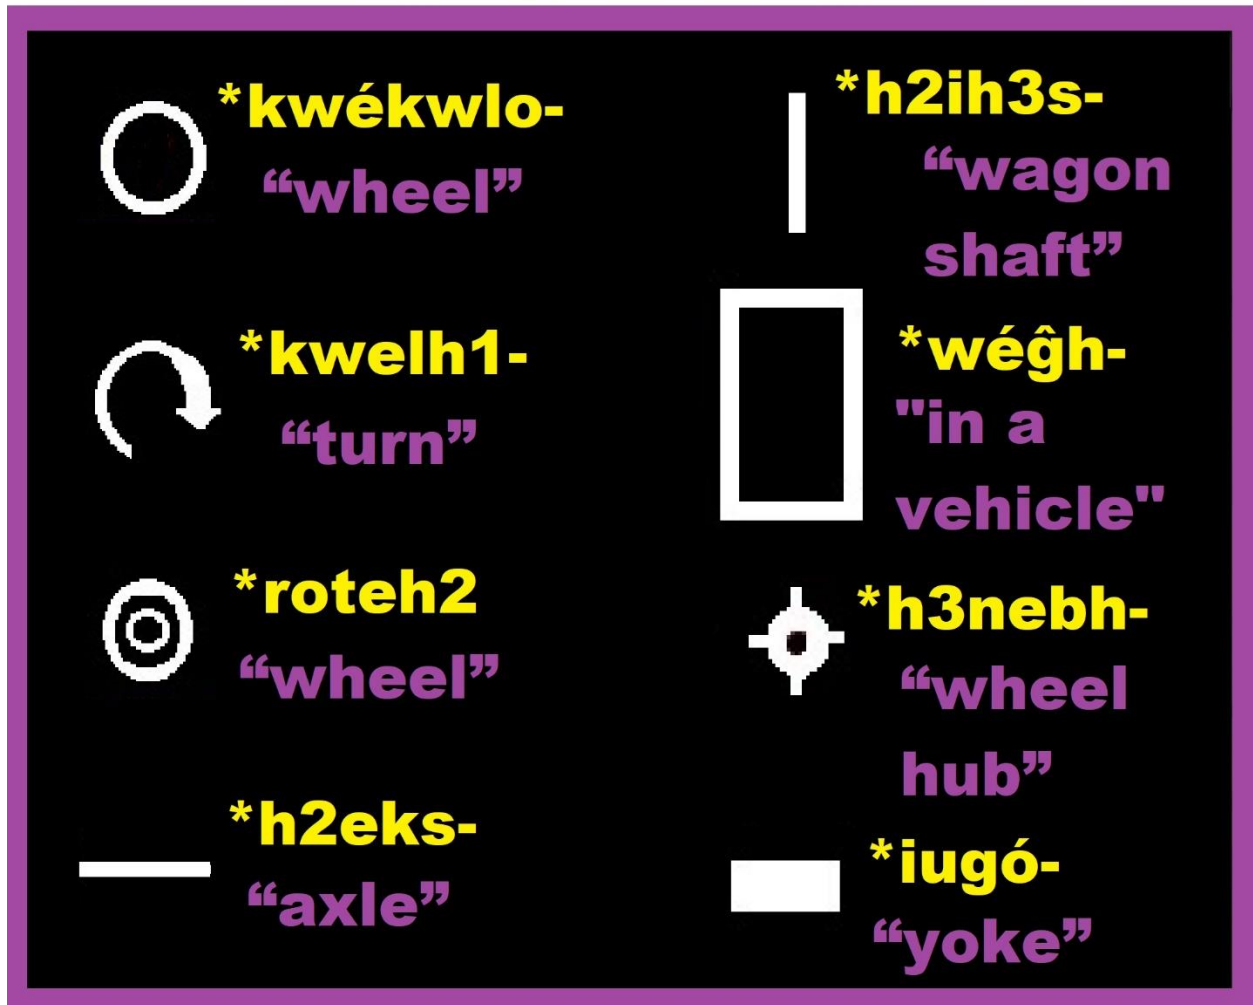 *kwékwlo-
“wheel”
*kwelh1-
“turn”
*roteh2
“wheel”
*h2eks-
“axle”
*h2ih3s-
“wagon
shaft”
*wéĝh-
"in a
vehicle"
*h3nebh-
“wheel
hub”
*iugó-
“yoke”